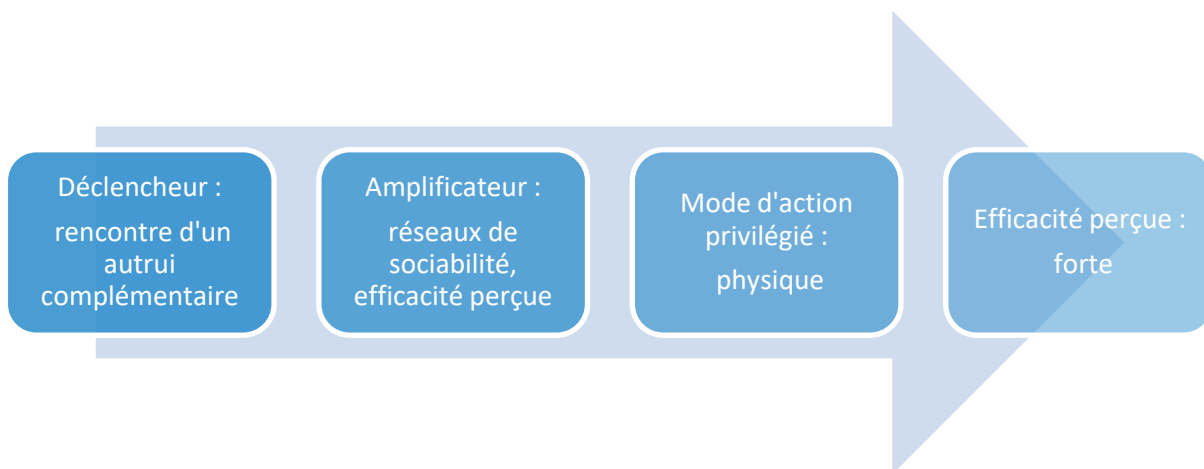 Déclencheur :
rencontre d'un
autrui
complémentaire
Amplificateur :
réseaux de
sociabilité,
efficacité perçue
Mode d'action
privilégié :
physique
Efficacité perçue :
forte